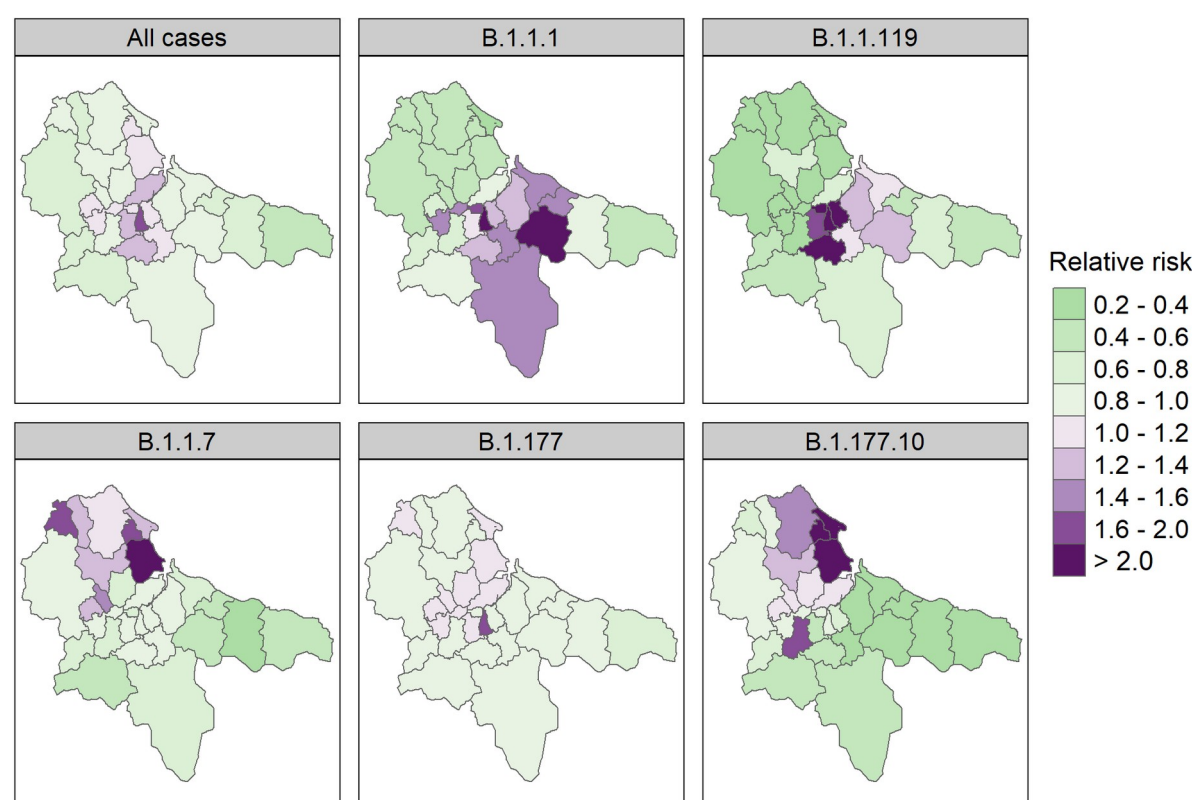 All cases
B.1.1.1
B.1.1.119
B.1.1.7
B.1.177
B.1.177.10
Relative risk
0.2 - 0.4
0.4 - 0.6
0.6 - 0.8
0.8 - 1.0
1.0 - 1.2
1.2 - 1.4
1.4 - 1.6
1.6 - 2.0
> 2.0